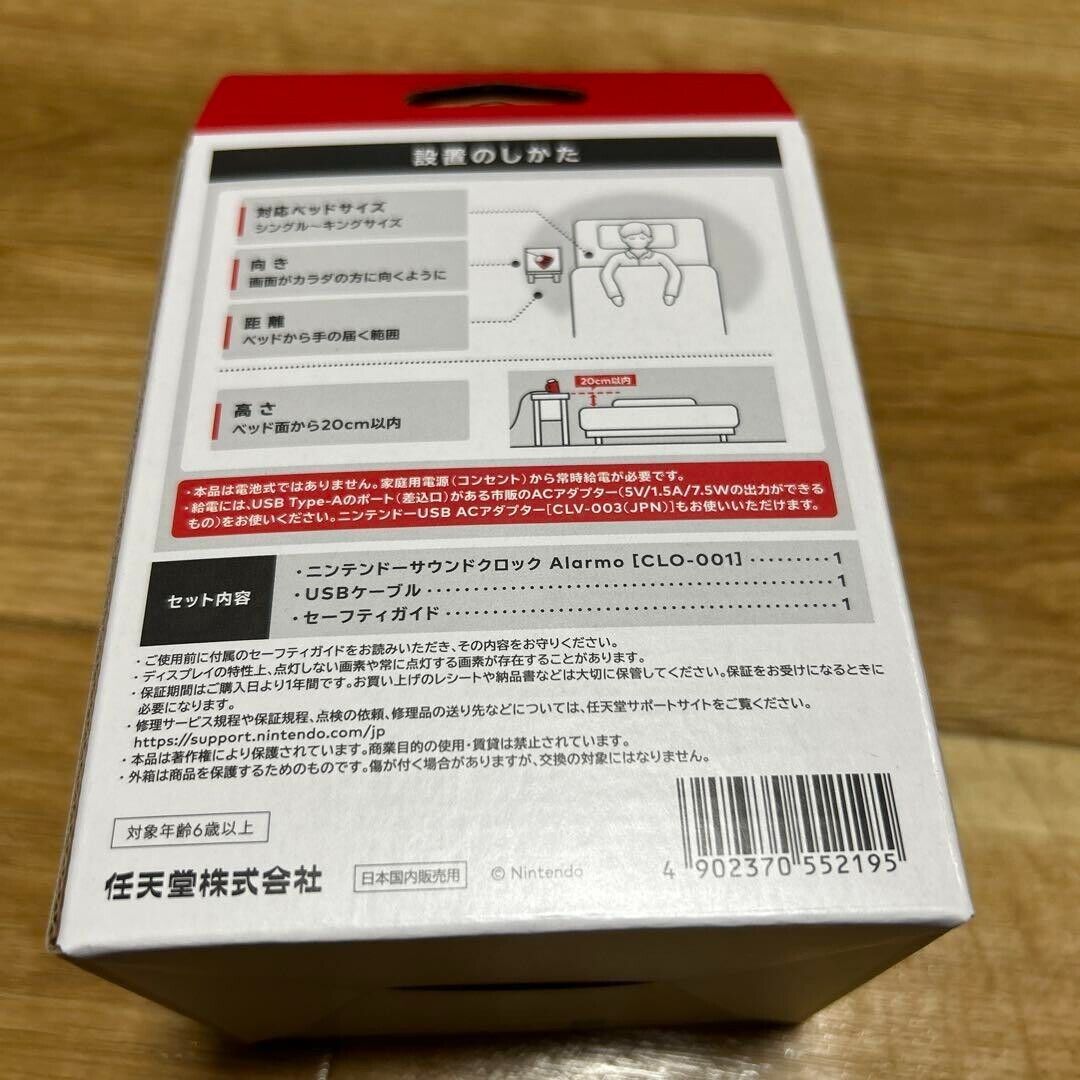 設置のしかた
対応ベッドサイズ
シングル〜キングサイズ
向き
画面がカラダの方に向くように
距離
ベッドから手の届く範囲
高さ
ベッド面から20cm以内
20cm以内
・本品は電池式ではありません。家庭用電源（コンセント）から常時給電が必要です。
・給電には、USB Type-Aのポート（差込口）がある市販のACアダプター（5V/1.5A/7.5Wの出力ができる
もの）をお使いください。ニンテンドーUSB ACアダプター[CLV-003(JPN)]もお使いいただけます。
セット内容
・ニンテンドーサウンドクロック Alarmo [CLO-001] ・・・・・・・・・1
・USBケーブル ・・・・・・・・・・・・・・・・・・・・・・・・・・・・・・・・・・・1
・セーフティガイド ・・・・・・・・・・・・・・・・・・・・・・・・・・・・・・・・・1
・ご使用前に付属のセーフティガイドをお読みいただき、その内容をお守りください。
・ディスプレイの特性上、点灯しない画素や常に点灯する画素が存在することがあります。
・保証期間はご購入日より1年間です。お買い上げのレシートや納品書などは大切に保管してください。保証をお受けになるときに
必要になります。
・修理サービス規程や保証規程、点検の依頼、修理品の送り先などについては、任天堂サポートサイトをご覧ください。
https://support.nintendo.com/jp
・本品は著作権により保護されています。商業目的の使用・賃貸は禁止されています。
・外箱は商品を保護するためのものです。傷が付く場合がありますが、交換の対象にはなりません。
対象年齢6歳以上
任天堂株式会社
日本国内販売用
© Nintendo
4 902370 552195